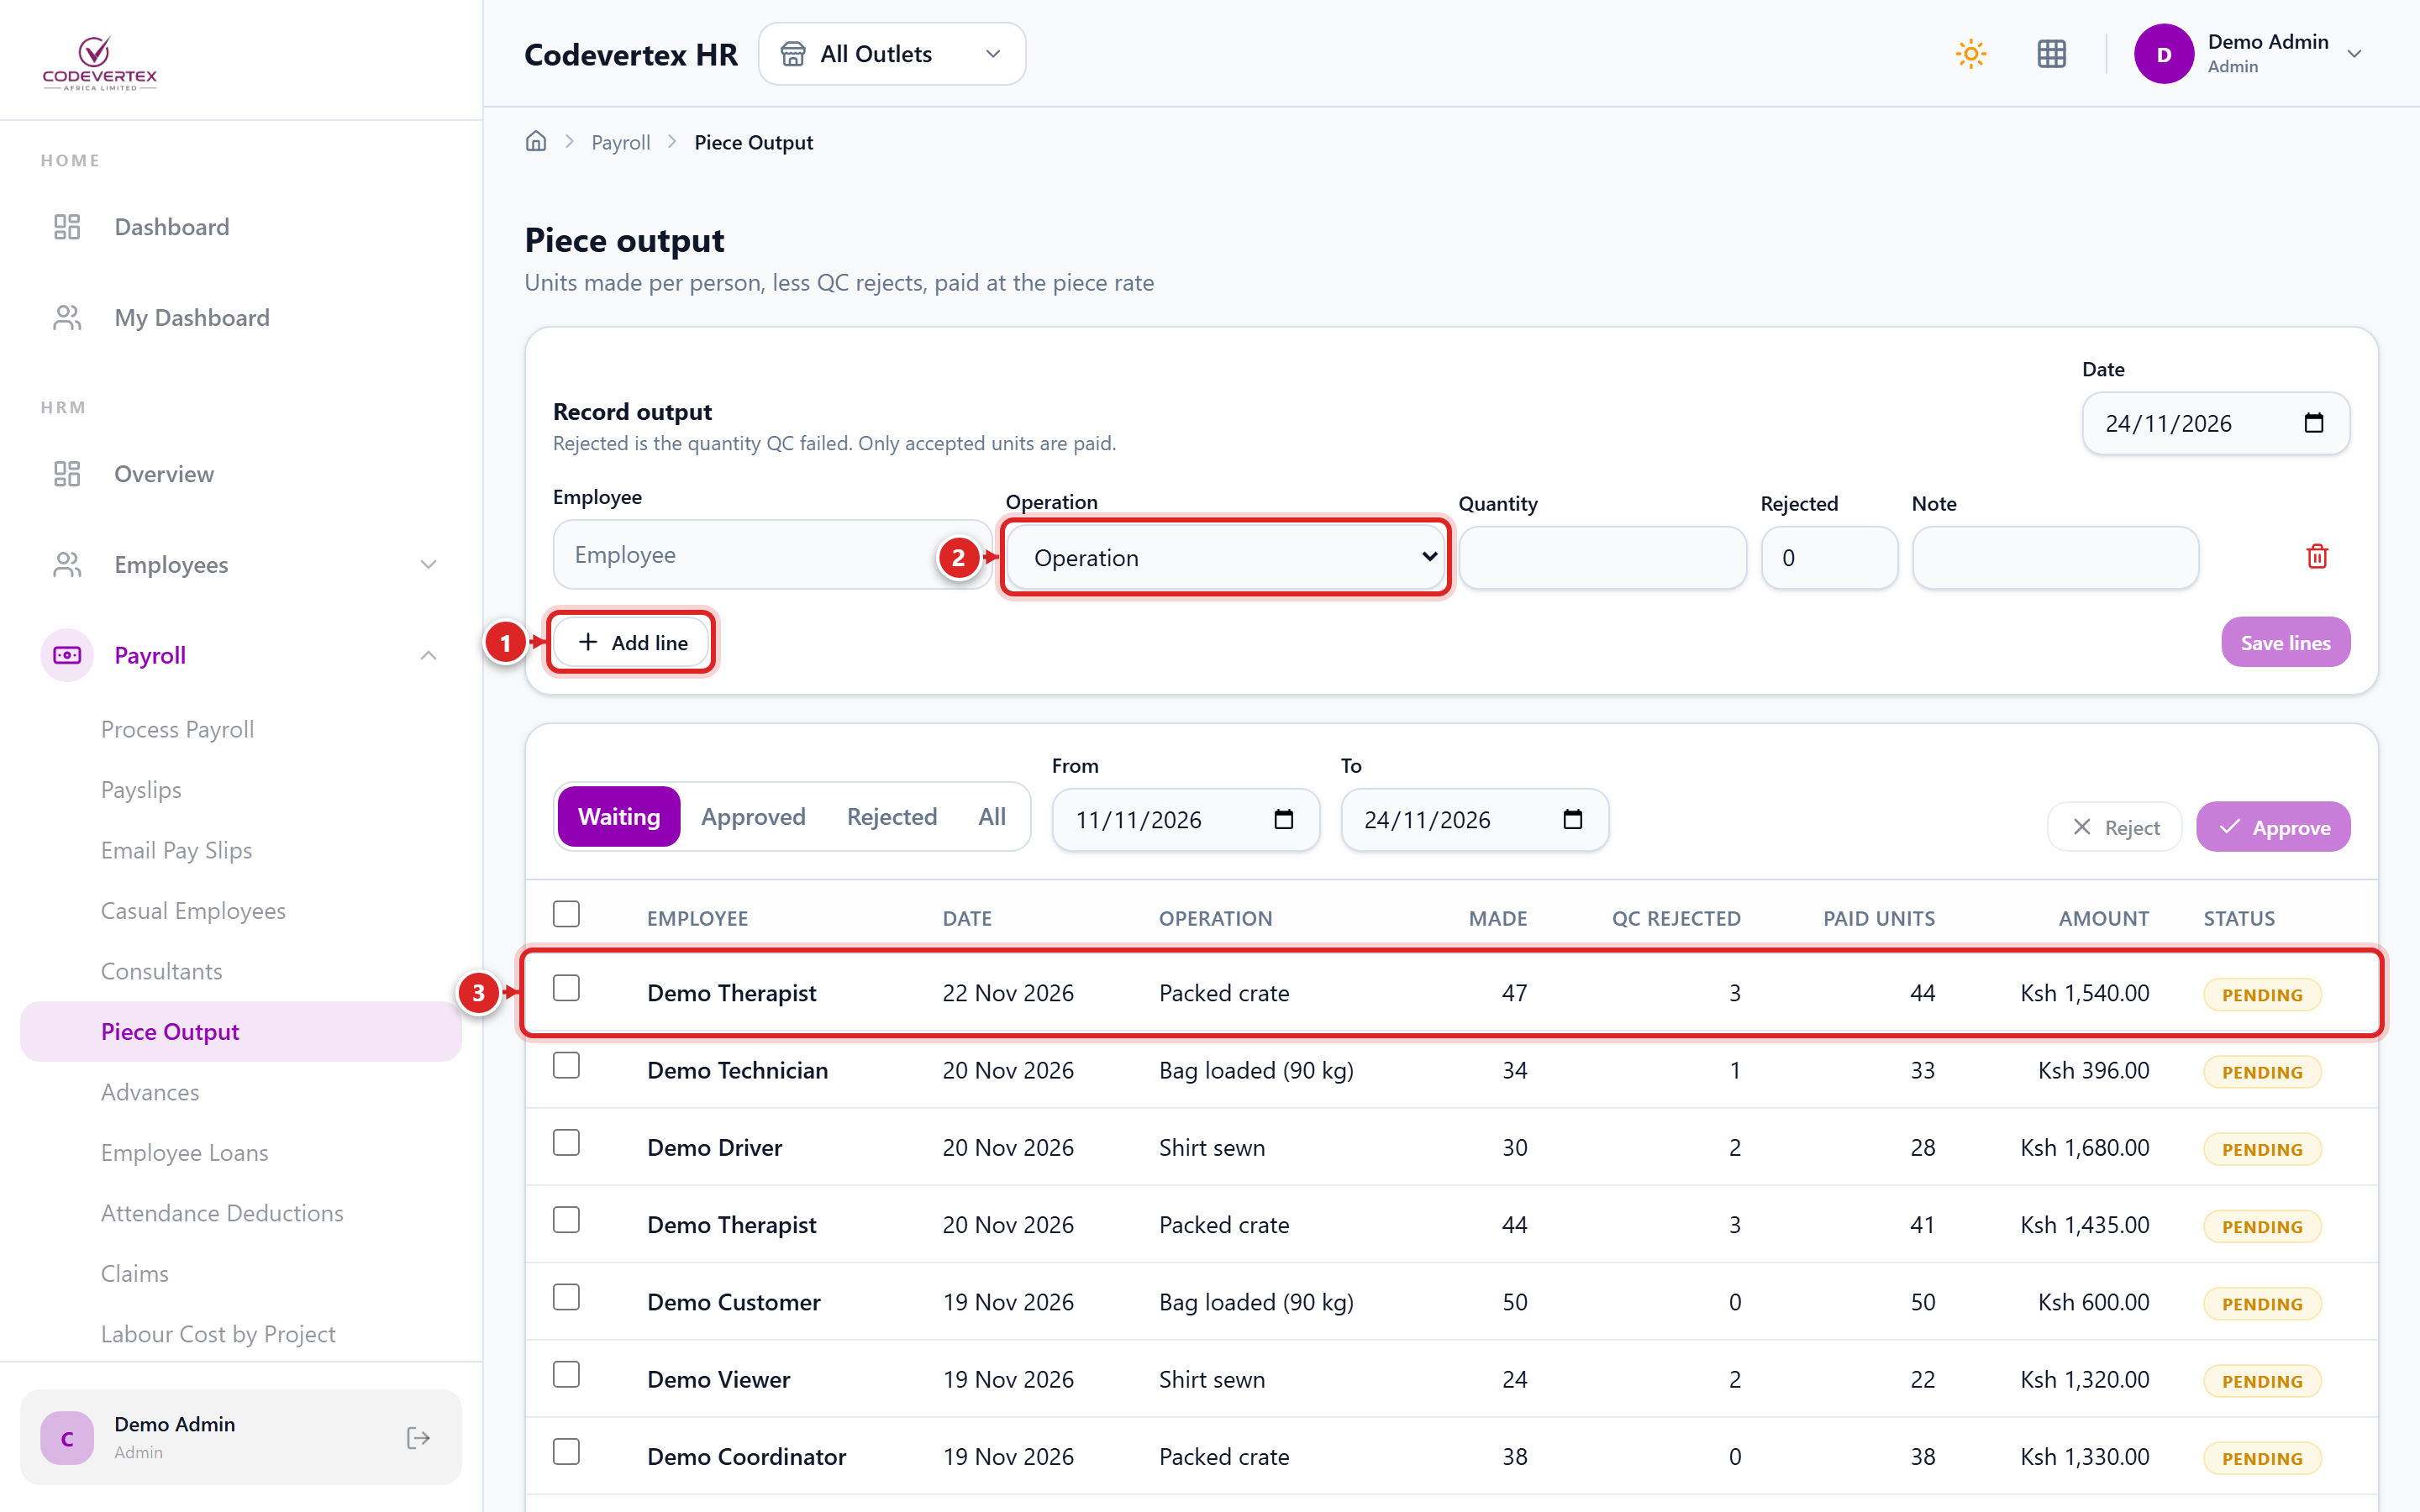 CODEVERTEX
AFRICA LIMITED
HOME
Dashboard
My Dashboard
HRM
Overview
Employees
Payroll
Process Payroll
Payslips
Email Pay Slips
Casual Employees
Consultants
Piece Output
Advances
Employee Loans
Attendance Deductions
Claims
Labour Cost by Project
C
Demo Admin
Admin
Codevertex HR
All Outlets
D
Demo Admin
Admin
Payroll
Piece Output
Piece output
Units made per person, less QC rejects, paid at the piece rate
Date
24/11/2026
Record output
Rejected is the quantity QC failed. Only accepted units are paid.
Employee Operation Quantity Rejected Note
Employee 2 Operation 0
1 Add line Save lines
From To
Waiting Approved Rejected All 11/11/2026 24/11/2026 Reject Approve
EMPLOYEE DATE OPERATION MADE QC REJECTED PAID UNITS AMOUNT STATUS
3 Demo Therapist 22 Nov 2026 Packed crate 47 3 44 Ksh 1,540.00 PENDING
Demo Technician 20 Nov 2026 Bag loaded (90 kg) 34 1 33 Ksh 396.00 PENDING
Demo Driver 20 Nov 2026 Shirt sewn 30 2 28 Ksh 1,680.00 PENDING
Demo Therapist 20 Nov 2026 Packed crate 44 3 41 Ksh 1,435.00 PENDING
Demo Customer 19 Nov 2026 Bag loaded (90 kg) 50 0 50 Ksh 600.00 PENDING
Demo Viewer 19 Nov 2026 Shirt sewn 24 2 22 Ksh 1,320.00 PENDING
Demo Coordinator 19 Nov 2026 Packed crate 38 0 38 Ksh 1,330.00 PENDING